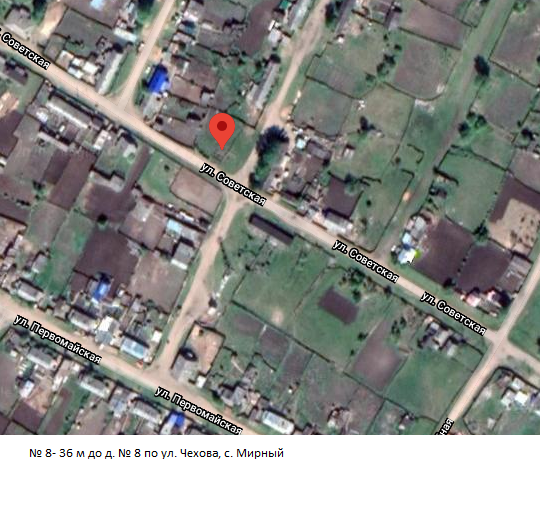 Советская
ул. Советская
ул. Советская
ул. Советская
ул. Первомайская
ул. Первомайская
ная
№ 8- 36 м до д. № 8 по ул. Чехова, с. Мирный